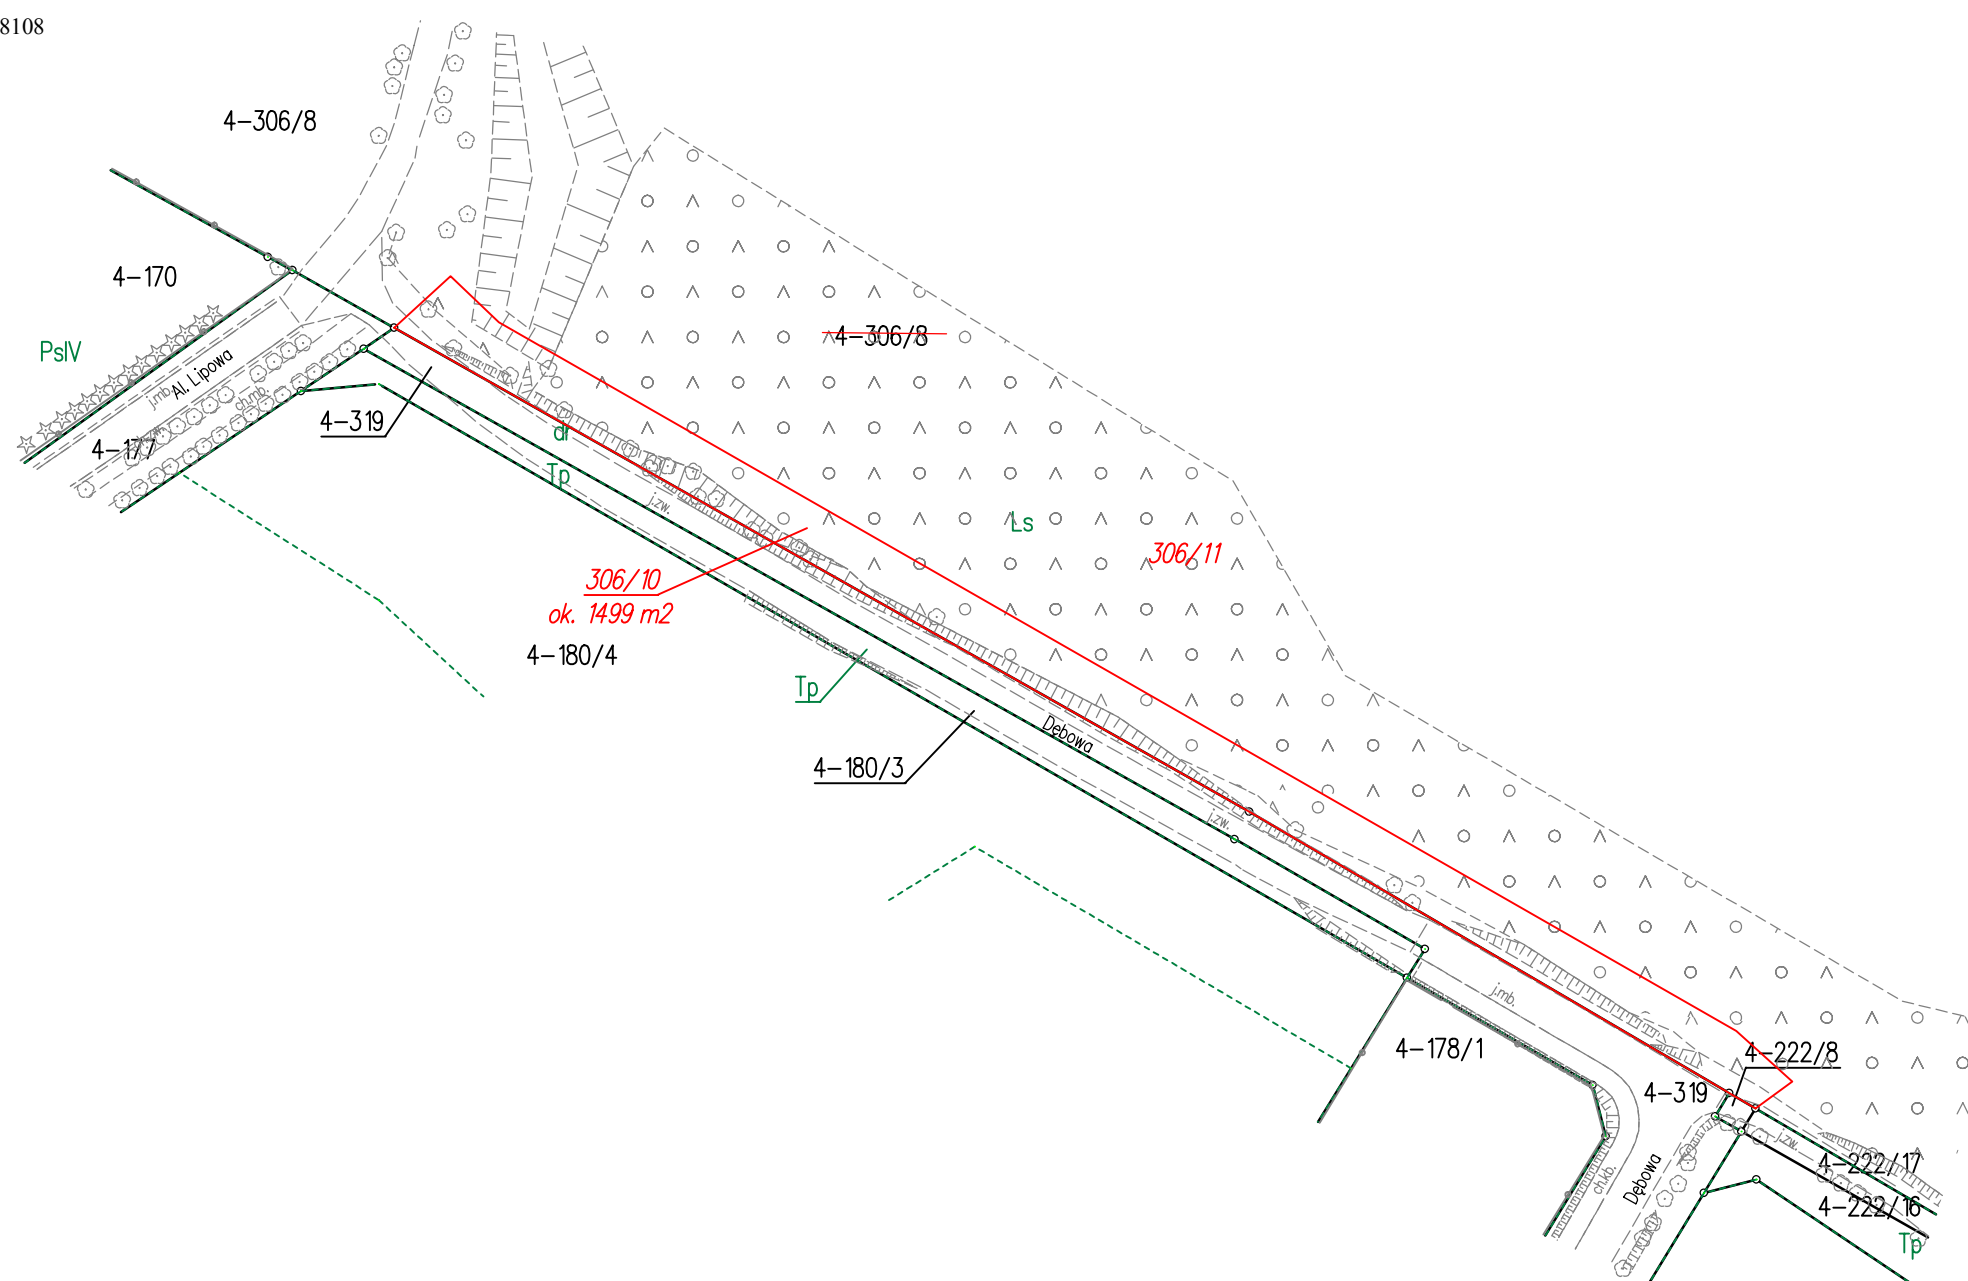 8108
4-306/8
4-170
PsIV
4-306/8
Al. Lipowa
j.mb.
ch.mb.
4-319
4-177
dr
Tp
j.zw.
Ls
306/11
306/10
ok. 1499 m2
4-180/4
Tp
Dębowa
4-180/3
j.zw.
j.mb.
4-178/1
4-222/8
4-319
j.zw.
4-222/17
ch.kb.
Dębowa
4-222/16
Tp